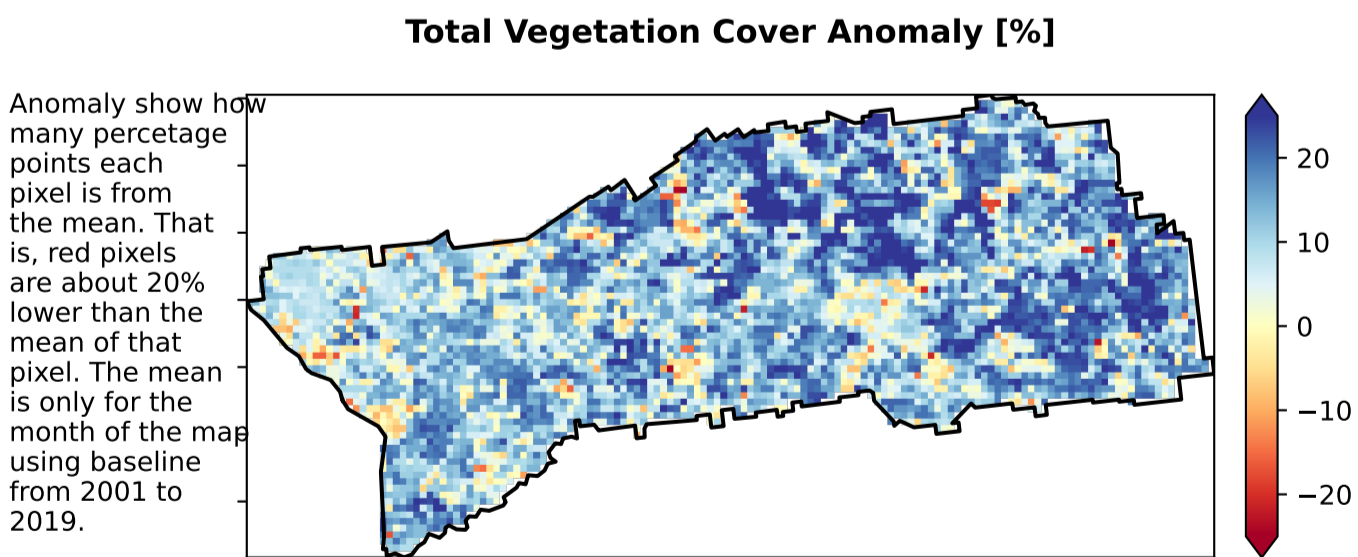 Total Vegetation Cover Anomaly [%]
Anomaly show how
many percetage
points each
pixel is from
the mean. That
is, red pixels
are about 20%
lower than the
mean of that
pixel. The mean
is only for the
month of the map
using baseline
from 2001 to
2019.
20
10
0
−10
−20